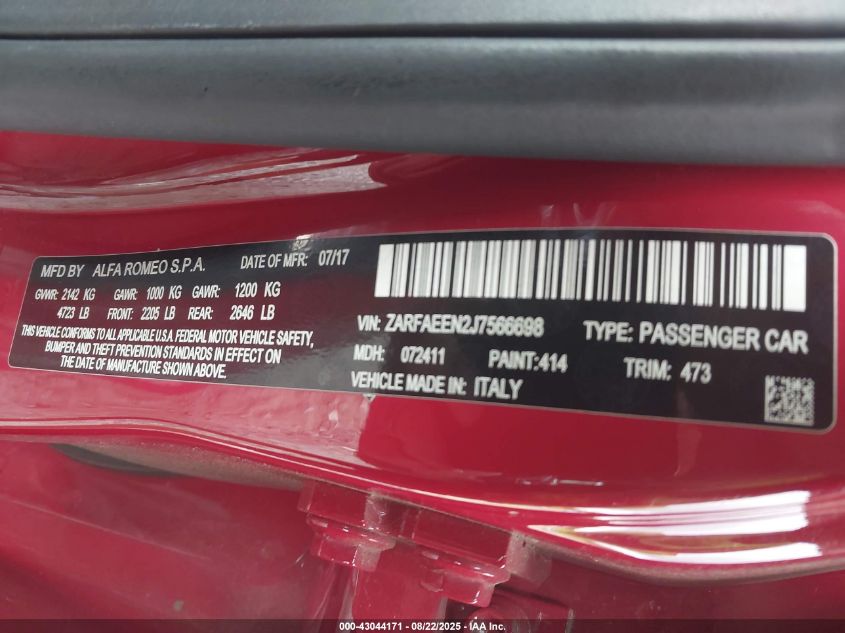 MFD BY ALFA ROMEO S.P.A. DATE OF MFR: 07/17
GVWR: 2142 KG GAWR: 1000 KG GAWR: 1200 KG
4723 LB FRONT: 2205 LB REAR: 2646 LB
THIS VEHICLE CONFORMS TO ALL APPLICABLE U.S.A. FEDERAL MOTOR VEHICLE SAFETY,
BUMPER AND THEFT PREVENTION STANDARDS IN EFFECT ON
THE DATE OF MANUFACTURE SHOWN ABOVE.
VIN: ZARFAEEN2J7566698 TYPE: PASSENGER CAR
MDH: 072411 PAINT:414 TRIM: 473
VEHICLE MADE IN: ITALY
000-43044171 - 08/22/2025 - IAA Inc.